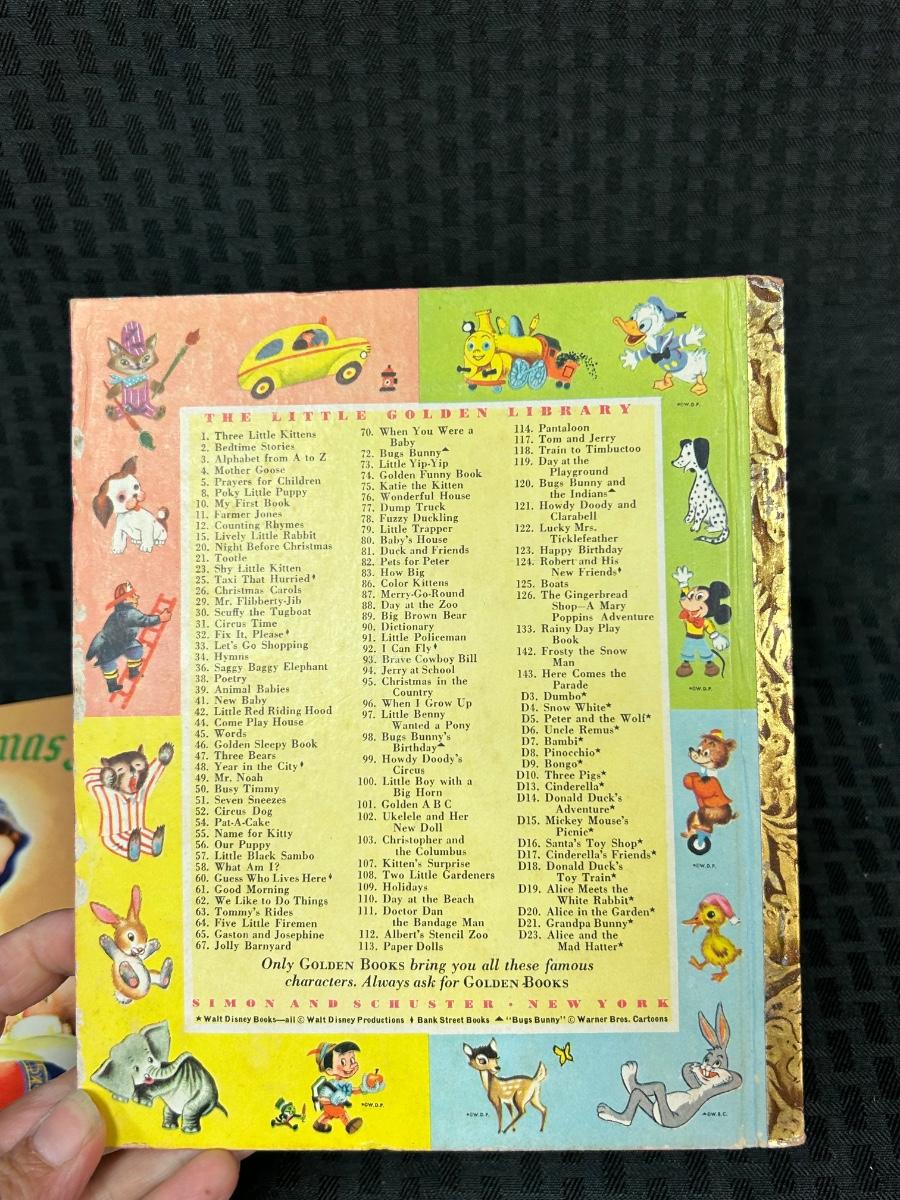 THE LITTLE GOLDEN LIBRARY
1. Three Little Kittens
2. Bedtime Stories
3. Alphabet from A to Z
4. Mother Goose
5. Prayers for Children
8. Poky Little Puppy
10. My First Book
11. Farmer Jones
12. Counting Rhymes
15. Lively Little Rabbit
20. Night Before Christmas
21. Tootle
23. Shy Little Kitten
25. Taxi That Hurried♦
26. Christmas Carols
29. Mr. Flibberty-Jib
30. Scuffy the Tugboat
31. Circus Time
32. Fix It, Please♦
33. Let's Go Shopping
34. Hymns
36. Saggy Baggy Elephant
38. Poetry
39. Animal Babies
41. New Baby
42. Little Red Riding Hood
44. Come Play House
45. Words
46. Golden Sleepy Book
47. Three Bears
48. Year in the City♦
49. Mr. Noah
50. Busy Timmy
51. Seven Sneezes
52. Circus Dog
54. Pat-A-Cake
55. Name for Kitty
56. Our Puppy
57. Little Black Sambo
58. What Am I?
60. Guess Who Lives Here♦
61. Good Morning
62. We Like to Do Things
63. Tommy's Rides
64. Five Little Firemen
65. Gaston and Josephine
67. Jolly Barnyard
70. When You Were a
Baby
72. Bugs Bunny▲
73. Little Yip-Yip
74. Golden Funny Book
75. Katie the Kitten
76. Wonderful House
77. Dump Truck
78. Fuzzy Duckling
79. Little Trapper
80. Baby's House
81. Duck and Friends
82. Pets for Peter
83. How Big
86. Color Kittens
87. Merry-Go-Round
88. Day at the Zoo
89. Big Brown Bear
90. Dictionary
91. Little Policeman
92. I Can Fly♦
93. Brave Cowboy Bill
94. Jerry at School
95. Christmas in the
Country
96. When I Grow Up
97. Little Benny
Wanted a Pony
98. Bugs Bunny's
Birthday▲
99. Howdy Doody's
Circus
100. Little Boy with a
Big Horn
101. Golden A B C
102. Ukelele and Her
New Doll
103. Christopher and
the Columbus
107. Kitten's Surprise
108. Two Little Gardeners
109. Holidays
110. Day at the Beach
111. Doctor Dan
the Bandage Man
112. Albert's Stencil Zoo
113. Paper Dolls
114. Pantaloon
117. Tom and Jerry
118. Train to Timbuctoo
119. Day at the
Playground
120. Bugs Bunny and
the Indians▲
121. Howdy Doody and
Clarabell
122. Lucky Mrs.
Ticklefeather
123. Happy Birthday
124. Robert and His
New Friends♦
125. Boats
126. The Gingerbread
Shop—A Mary
Poppins Adventure
133. Rainy Day Play
Book
142. Frosty the Snow
Man
143. Here Comes the
Parade
D3. Dumbo★
D4. Snow White★
D5. Peter and the Wolf★
D6. Uncle Remus★
D7. Bambi★
D8. Pinocchio★
D9. Bongo★
D10. Three Pigs★
D13. Cinderella★
D14. Donald Duck's
Adventure★
D15. Mickey Mouse's
Picnic★
D16. Santa's Toy Shop★
D17. Cinderella's Friends★
D18. Donald Duck's
Toy Train★
D19. Alice Meets the
White Rabbit★
D20. Alice in the Garden★
D21. Grandpa Bunny★
D23. Alice and the
Mad Hatter★
Only GOLDEN BOOKS bring you all these famous
characters. Always ask for GOLDEN BOOKS
SIMON AND SCHUSTER · NEW YORK
★ Walt Disney Books—all © Walt Disney Productions ♦ Bank Street Books ▲ "Bugs Bunny" © Warner Bros. Cartoons
©W.D.P.
©W.D.P.
©W.D.P.
©W.D.P.
©W.D.P.
©W.B.C.
mas